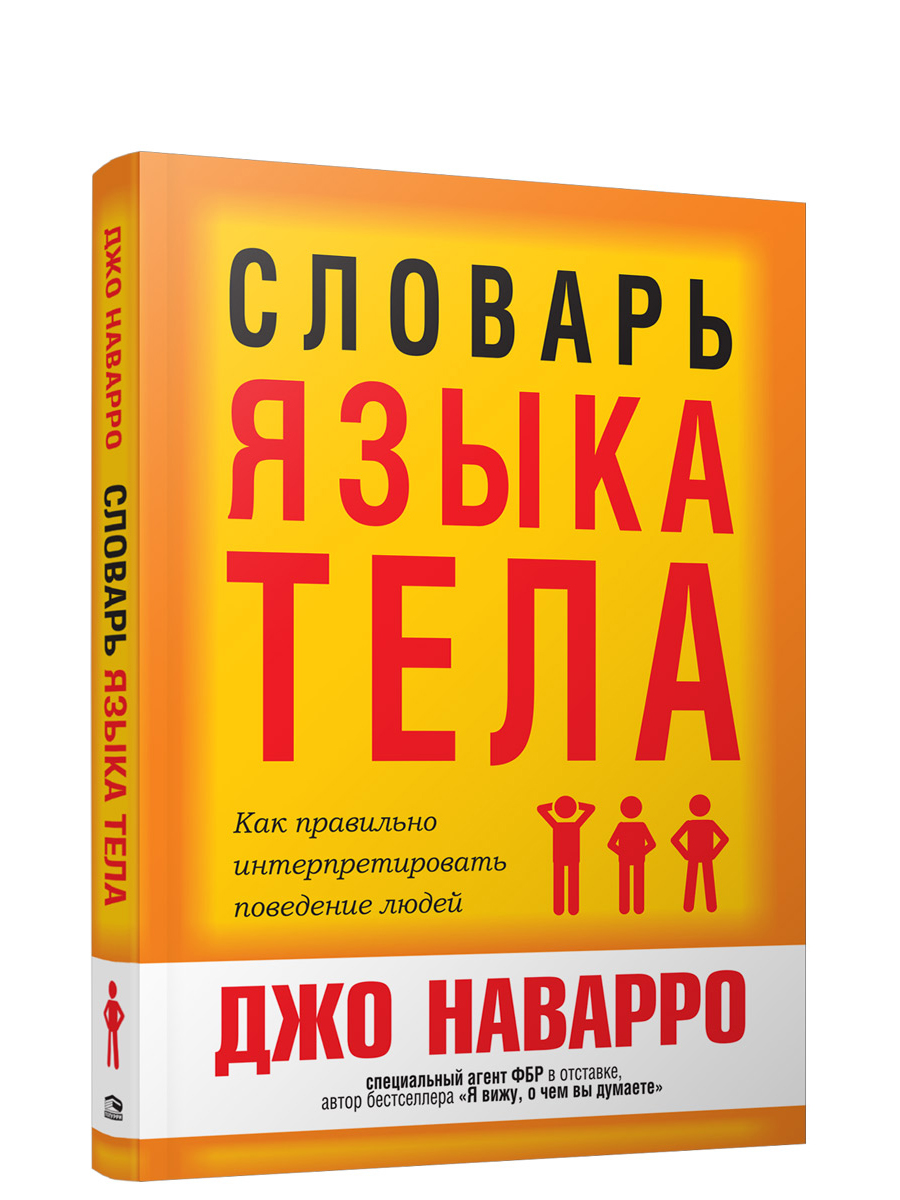 СЛОВАРЬ
ЯЗЫКА
ТЕЛА
Как правильно
интерпретировать
поведение людей
ДЖО НАВАРРО
специальный агент ФБР в отставке,
автор бестселлера «Я вижу, о чем вы думаете»
ДЖО НАВАРРО СЛОВАРЬ ЯЗЫКА ТЕЛА